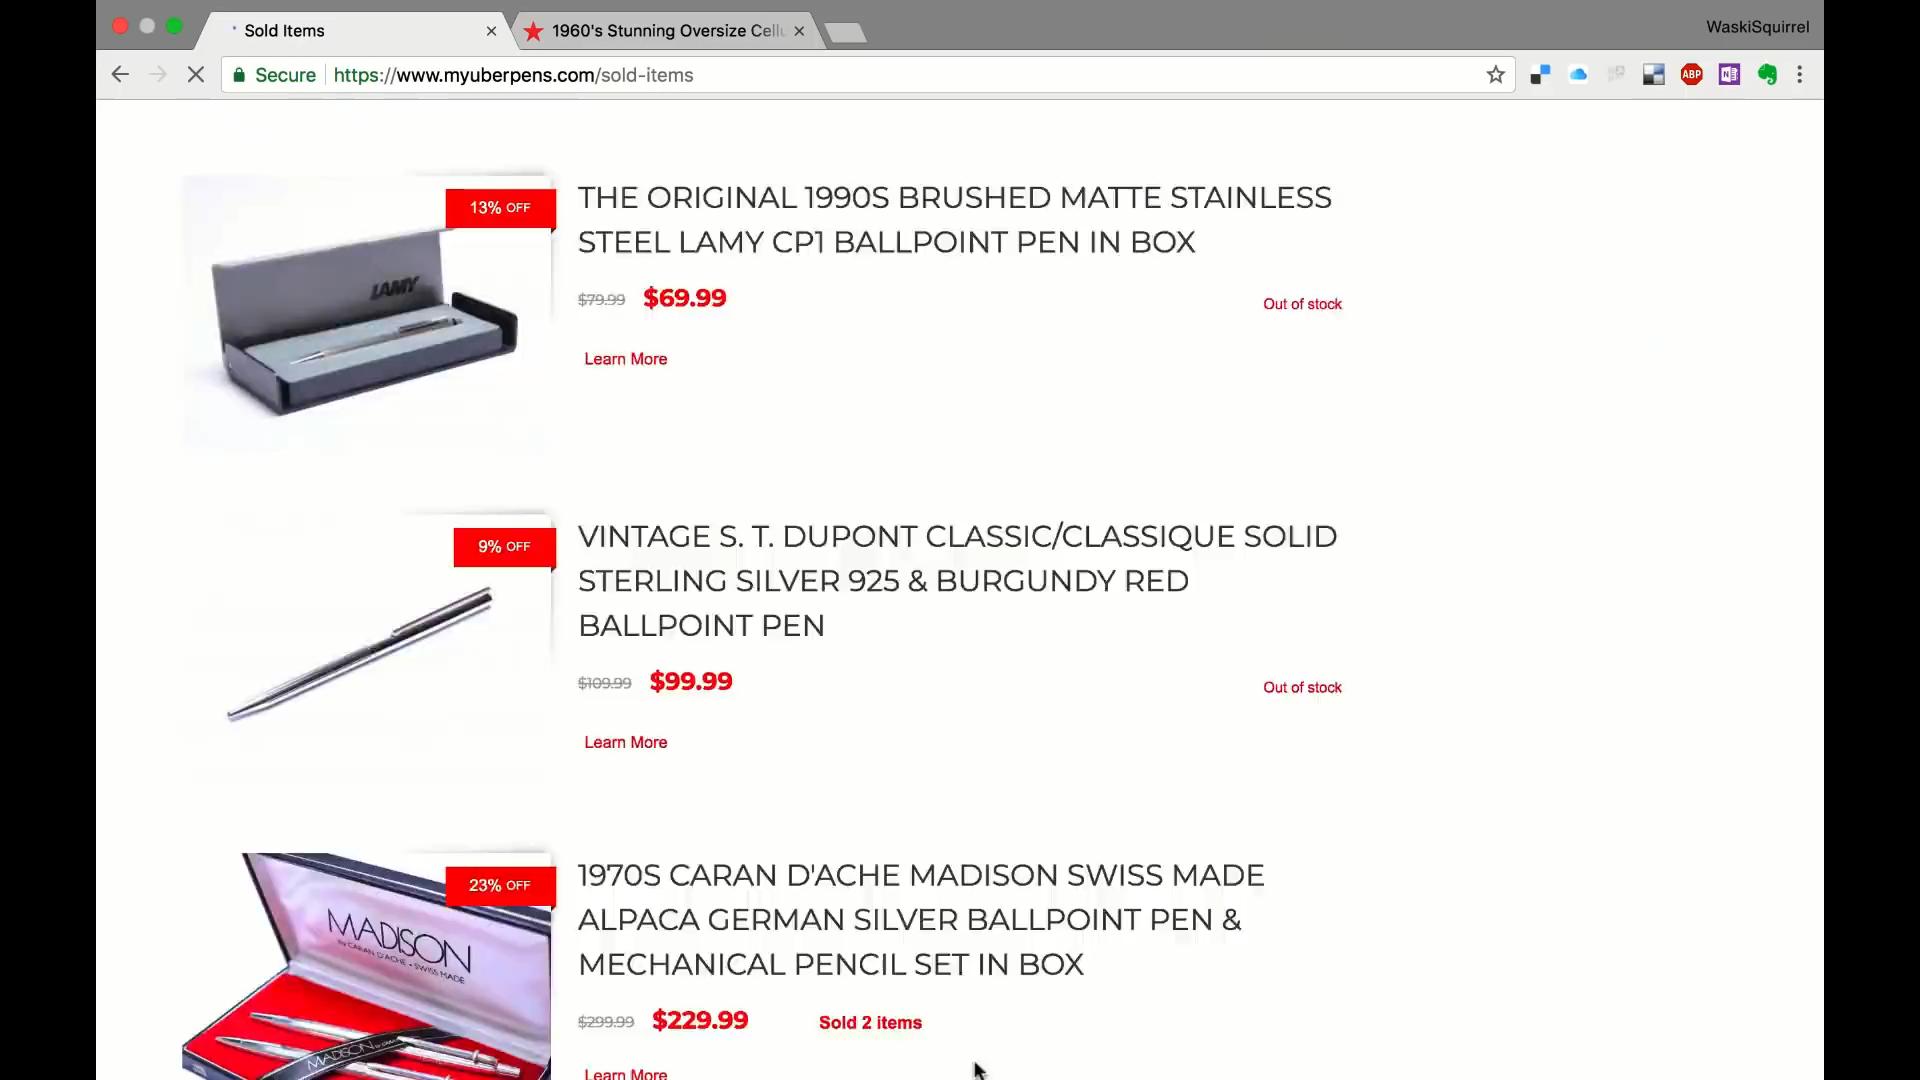 Sold Items
1960's Stunning Oversize Cellu
WaskiSquirrel
Secure
https://www.myuberpens.com/sold-items
ABP
N
13% OFF
THE ORIGINAL 1990S BRUSHED MATTE STAINLESS
STEEL LAMY CP1 BALLPOINT PEN IN BOX
LAMY
$79.99 $69.99
Out of stock
Learn More
9% OFF
VINTAGE S. T. DUPONT CLASSIC/CLASSIQUE SOLID
STERLING SILVER 925 & BURGUNDY RED
BALLPOINT PEN
$109.99 $99.99
Out of stock
Learn More
23% OFF
1970S CARAN D'ACHE MADISON SWISS MADE
ALPACA GERMAN SILVER BALLPOINT PEN &
MECHANICAL PENCIL SET IN BOX
MADISON
BY CARAN D'ACHE • SWISS MADE
MADISON
$299.99 $229.99
Sold 2 items
Learn More